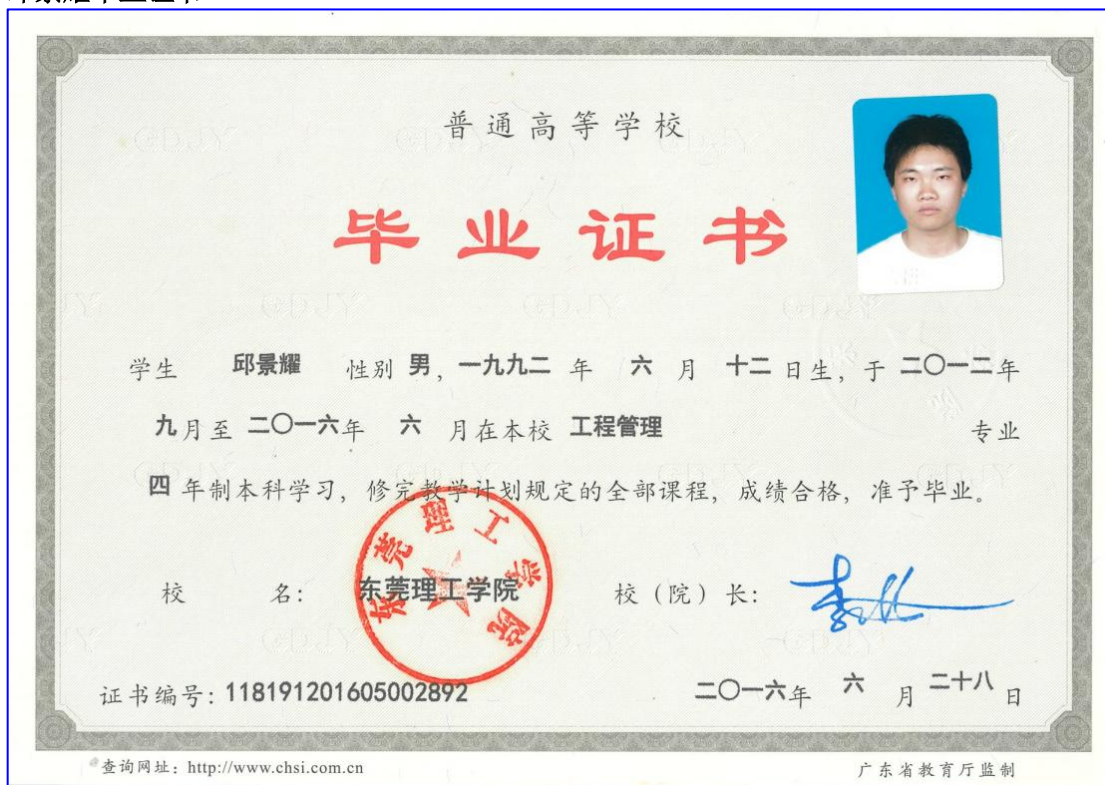 普通高等学校
毕业证书
学生 邱景耀 性别 男，一九九二 年 六 月 十二 日生，于 二〇一二年
九月至 二〇一六年 六 月在本校 工程管理 专业
四 年制本科学习，修完教学计划规定的全部课程，成绩合格，准予毕业。
校 名： 东莞理工学院 校（院）长：
东莞理工学院
证书编号：118191201605002892 二〇一六年 六 月 二十八 日
查询网址：http://www.chsi.com.cn 广东省教育厅监制